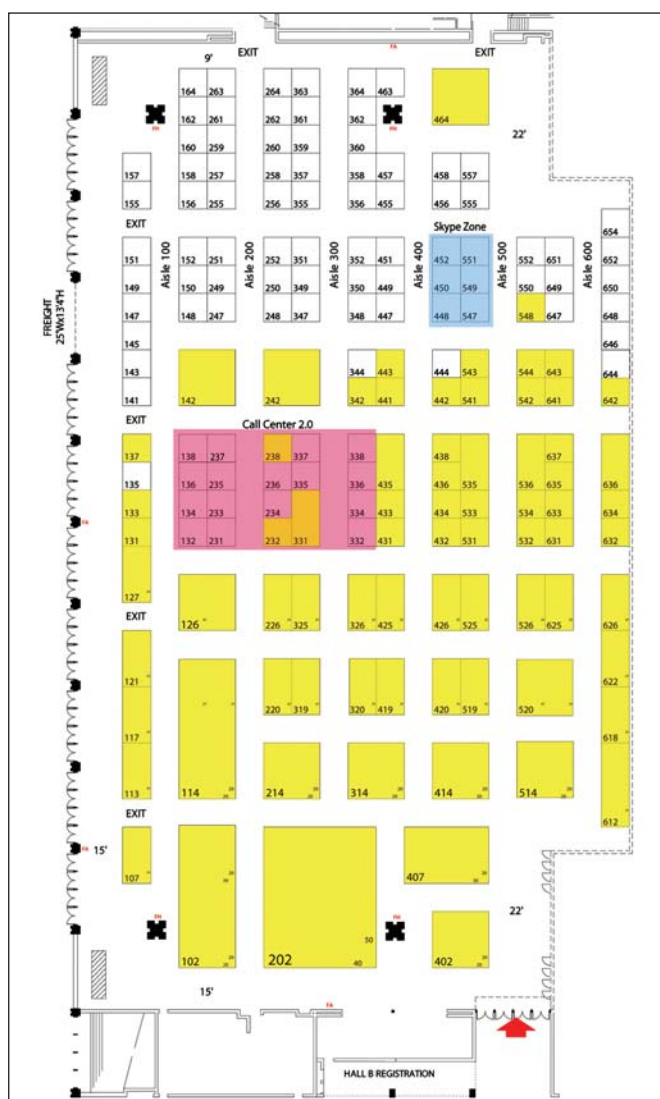 FA
EXIT
EXIT
9'
164 263 264 363 364 463
464
FH
FH
162 261 262 361 362
22'
160 259 260 359 360
157 158 257 258 357 358 457 458 557
155 156 255 256 355 356 455 456 555
EXIT
Skype Zone
654
151 152 251 252 351 352 451 452 551 552 651 652
Aisle 100
Aisle 200
Aisle 300
Aisle 400
Aisle 500
Aisle 600
149 150 249 250 349 350 449 450 549 550 649 650
147 148 247 248 347 348 447 448 547 548 647 648
FREIGHT
25'Wx13'4"H
145 646
143 344 443 444 543 544 643 644
141 142 242 342 441 442 541 542 641 642
EXIT
Call Center 2.0
137 138 237 238 337 338 438 637
135 136 235 236 335 336 435 436 535 536 635 636
133 134 233 234 334 433 434 533 534 633 634
FA
131 132 231 232 331 332 431 432 531 532 631 632
127
EXIT
126 226 325 326 425 426 525 526 625 626
121 622
220 319 320 419 420 519 520
117 618
113 114 214 314 414 514
612
EXIT
FA
15'
107
407
FH
FH
22'
50
102 202 40 402
15'
FA
HALL B REGISTRATION